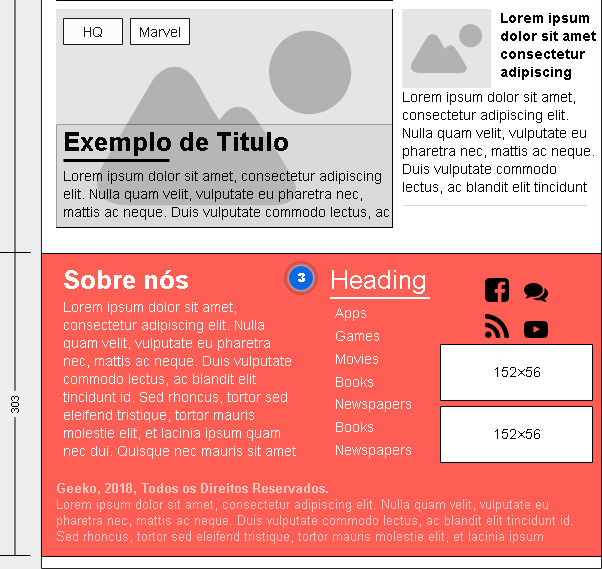 HQ
Marvel
Exemplo de Titulo
Lorem ipsum dolor sit amet, consectetur adipiscing
elit. Nulla quam velit, vulputate eu pharetra nec,
mattis ac neque. Duis vulputate commodo lectus, ac
Lorem ipsum
dolor sit amet
consectetur
adipiscing
Lorem ipsum dolor sit amet,
consectetur adipiscing elit.
Nulla quam velit, vulputate eu
pharetra nec, mattis ac neque.
Duis vulputate commodo
lectus, ac blandit elit tincidunt
303
Sobre nós
Lorem ipsum dolor sit amet,
consectetur adipiscing elit. Nulla
quam velit, vulputate eu pharetra
nec, mattis ac neque. Duis vulputate
commodo lectus, ac blandit elit
tincidunt id. Sed rhoncus, tortor sed
eleifend tristique, tortor mauris
molestie elit, et lacinia ipsum quam
nec dui. Quisque nec mauris sit amet
3
Heading
Apps
Games
Movies
Books
Newspapers
Books
Newspapers
152×56
152×56
Geeko, 2018, Todos os Direitos Reservados.
Lorem ipsum dolor sit amet, consectetur adipiscing elit. Nulla quam velit, vulputate eu
pharetra nec, mattis ac neque. Duis vulputate commodo lectus, ac blandit elit tincidunt id.
Sed rhoncus, tortor sed eleifend tristique, tortor mauris molestie elit, et lacinia ipsum